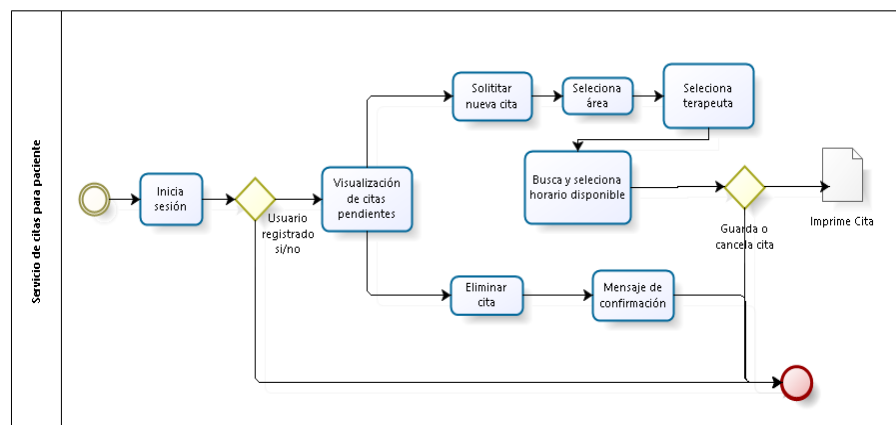 Servicio de citas para paciente
Inicia
sesión
Usuario
registrado
si/no
Visualización
de citas
pendientes
Solititar
nueva cita
Seleciona
área
Seleciona
terapeuta
Busca y seleciona
horario disponible
Guarda o
cancela cita
Imprime Cita
Eliminar
cita
Mensaje de
confirmación